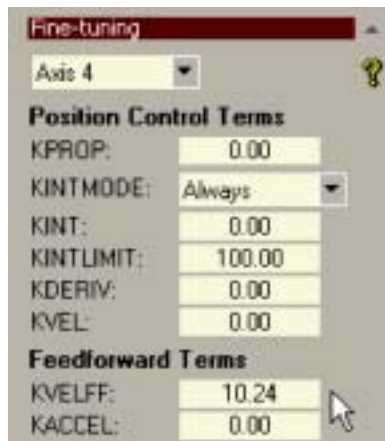 Fine-tuning
Axis 4
Position Control Terms
KPROP: 0.00
KINTMODE: Always
KINT: 0.00
KINTLIMIT: 100.00
KDERIV: 0.00
KVEL: 0.00
Feedforward Terms
KVELFF: 10.24
KACCEL: 0.00